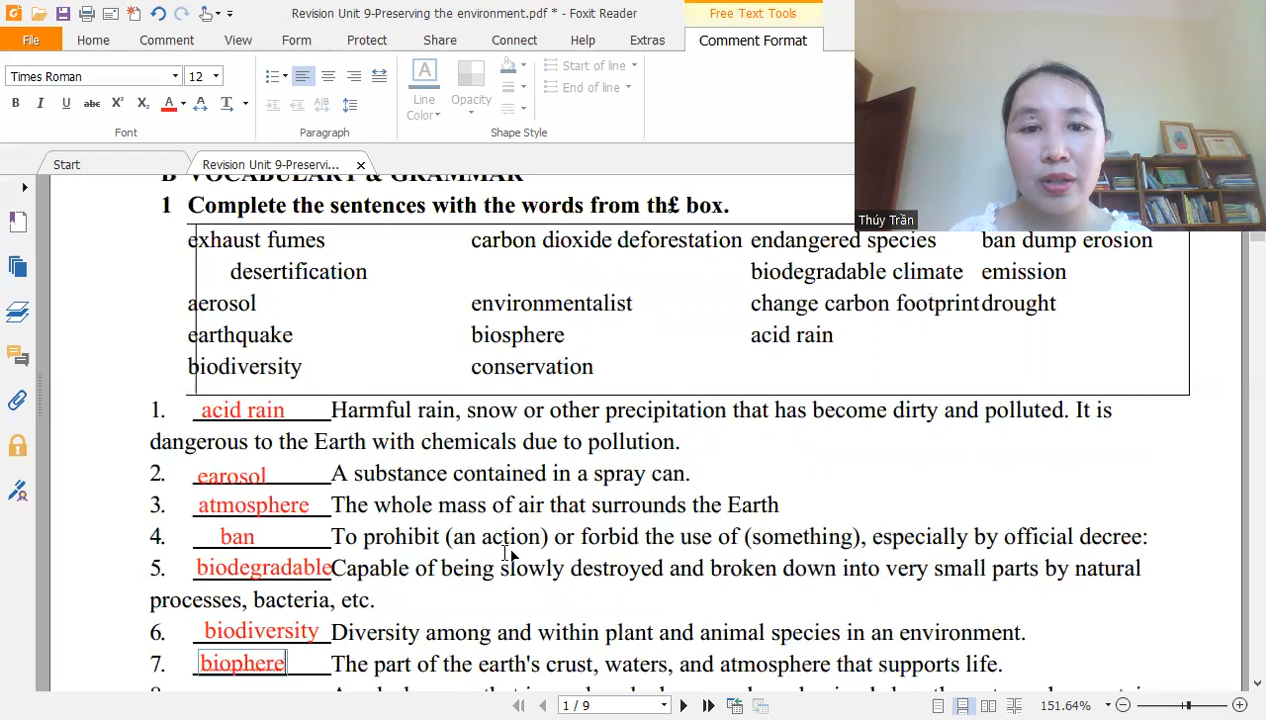 Revision Unit 9-Preserving the environment.pdf * - Foxit Reader
Free Text Tools
File Home Comment View Form Protect Share Connect Help Extras Comment Format
Times Roman 12
Line Color
Opacity
Start of line
End of line
Font Paragraph Shape Style
Start
Revision Unit 9-Preservi...
Thúy Trần
B VOCABULARY & GRAMMAR
1 Complete the sentences with the words from th£ box.
exhaust fumes carbon dioxide deforestation endangered species ban dump erosion
desertification biodegradable climate emission
aerosol environmentalist change carbon footprint drought
earthquake biosphere acid rain
biodiversity conservation
1. acid rain Harmful rain, snow or other precipitation that has become dirty and polluted. It is
dangerous to the Earth with chemicals due to pollution.
2. earosol A substance contained in a spray can.
3. atmosphere The whole mass of air that surrounds the Earth
4. ban To prohibit (an action) or forbid the use of (something), especially by official decree:
5. biodegradable Capable of being slowly destroyed and broken down into very small parts by natural
processes, bacteria, etc.
6. biodiversity Diversity among and within plant and animal species in an environment.
7. biophere The part of the earth's crust, waters, and atmosphere that supports life.
1 / 9
151.64%